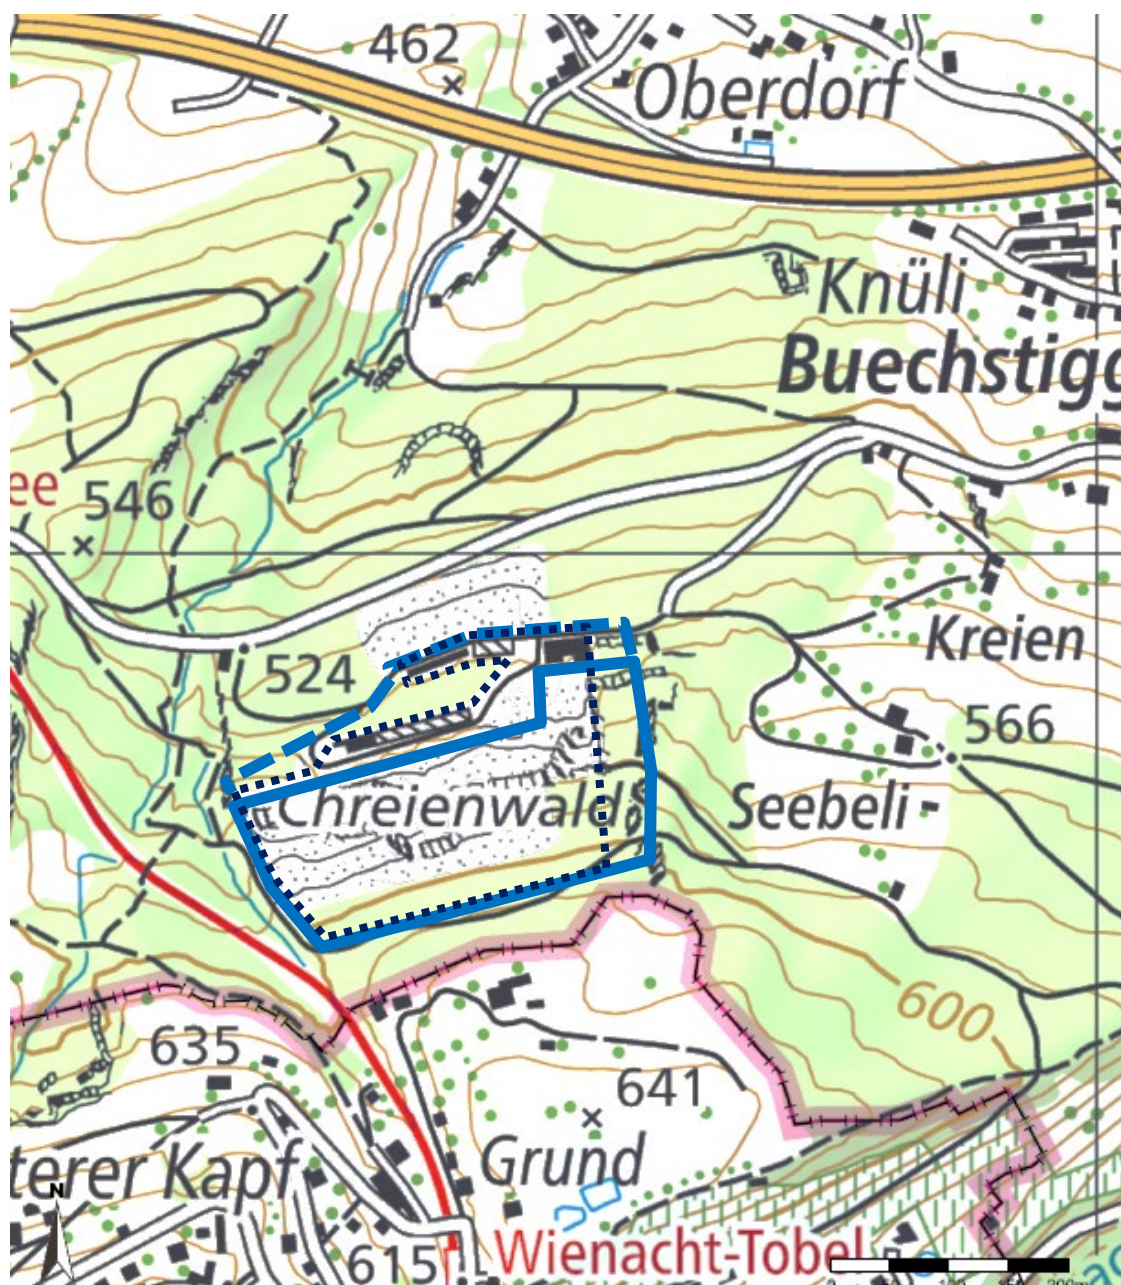 462
Oberdorf
Knüli
Buechstigg
ee
546
524
Kreien
566
Chreienwald
Seebeli
600
635
641
terer Kapf
Grund
N
Wienacht-Tobel
615